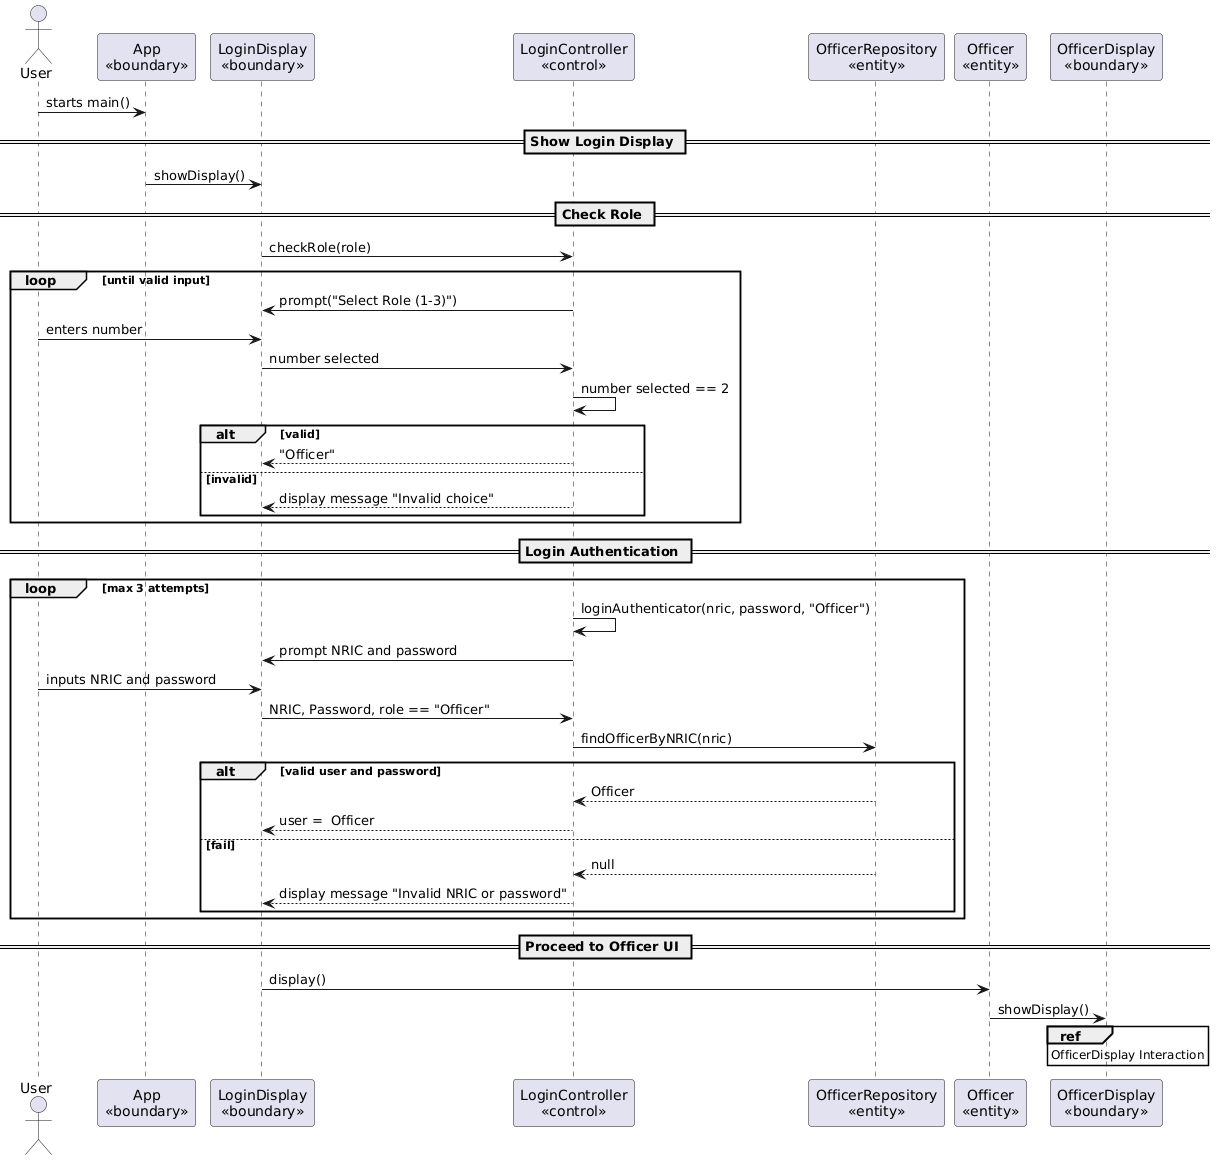 User
App
«boundary»
LoginDisplay
«boundary»
LoginController
«control»
OfficerRepository
«entity»
Officer
«entity»
OfficerDisplay
«boundary»
starts main()
Show Login Display
showDisplay()
Check Role
checkRole(role)
loop [until valid input]
prompt("Select Role (1-3)")
enters number
number selected
number selected == 2
alt [valid]
"Officer"
[invalid]
display message "Invalid choice"
Login Authentication
loop [max 3 attempts]
loginAuthenticator(nric, password, "Officer")
prompt NRIC and password
inputs NRIC and password
NRIC, Password, role == "Officer"
findOfficerByNRIC(nric)
alt [valid user and password]
Officer
user =  Officer
[fail]
null
display message "Invalid NRIC or password"
Proceed to Officer UI
display()
showDisplay()
ref
OfficerDisplay Interaction
User
App
«boundary»
LoginDisplay
«boundary»
LoginController
«control»
OfficerRepository
«entity»
Officer
«entity»
OfficerDisplay
«boundary»